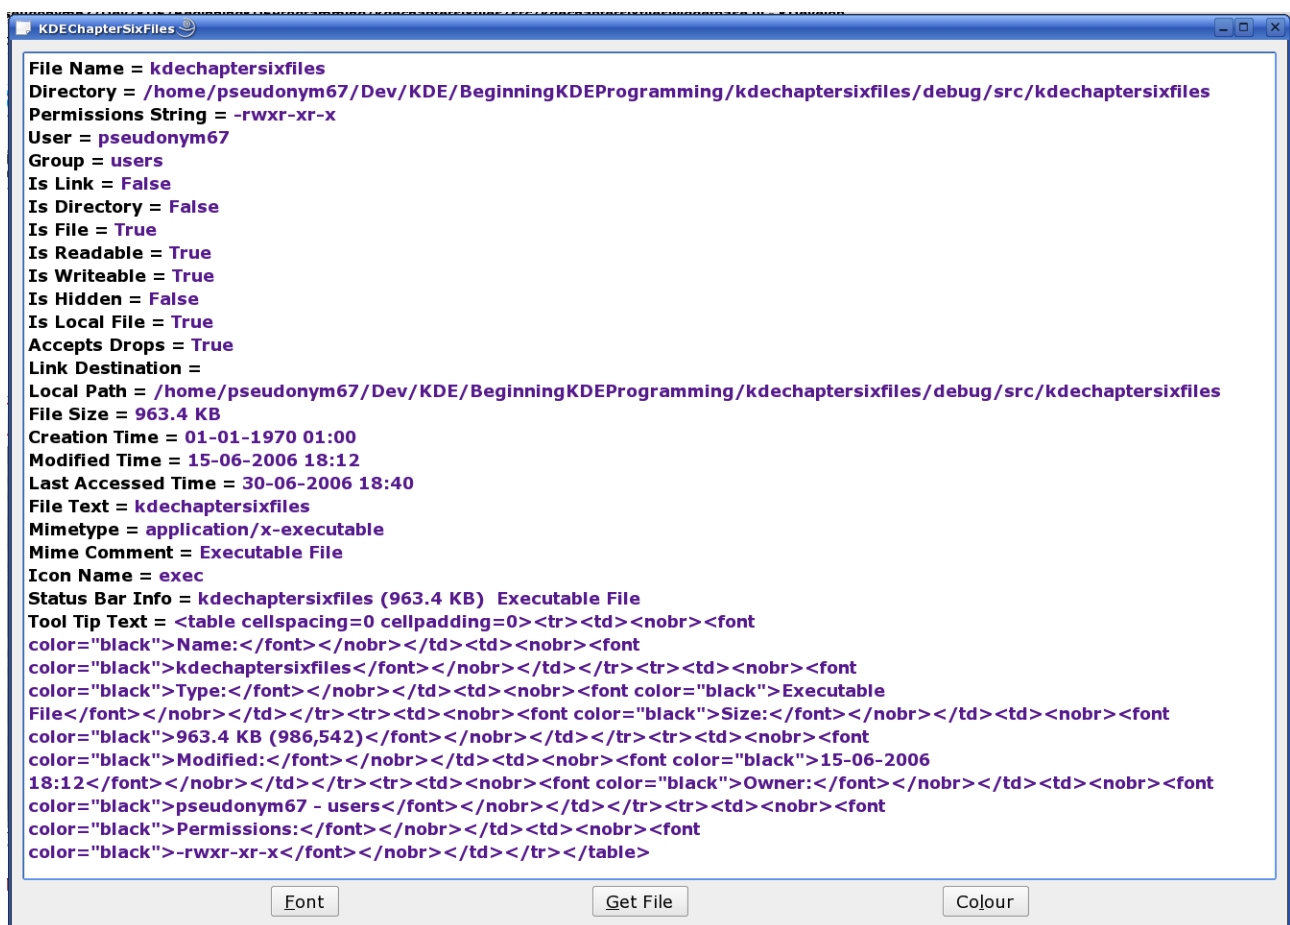 KDEChapterSixFiles
File Name = kdechaptersixfiles
Directory = /home/pseudonym67/Dev/KDE/BeginningKDEProgramming/kdechaptersixfiles/debug/src/kdechaptersixfiles
Permissions String = -rwxr-xr-x
User = pseudonym67
Group = users
Is Link = False
Is Directory = False
Is File = True
Is Readable = True
Is Writeable = True
Is Hidden = False
Is Local File = True
Accepts Drops = True
Link Destination =
Local Path = /home/pseudonym67/Dev/KDE/BeginningKDEProgramming/kdechaptersixfiles/debug/src/kdechaptersixfiles
File Size = 963.4 KB
Creation Time = 01-01-1970 01:00
Modified Time = 15-06-2006 18:12
Last Accessed Time = 30-06-2006 18:40
File Text = kdechaptersixfiles
Mimetype = application/x-executable
Mime Comment = Executable File
Icon Name = exec
Status Bar Info = kdechaptersixfiles (963.4 KB)  Executable File
Tool Tip Text = <table cellspacing=0 cellpadding=0><tr><td><nobr><font
color="black">Name:</font></nobr></td><td><nobr><font
color="black">kdechaptersixfiles</font></nobr></td></tr><tr><td><nobr><font
color="black">Type:</font></nobr></td><td><nobr><font color="black">Executable
File</font></nobr></td></tr><tr><td><nobr><font color="black">Size:</font></nobr></td><td><nobr><font
color="black">963.4 KB (986,542)</font></nobr></td></tr><tr><td><nobr><font
color="black">Modified:</font></nobr></td><td><nobr><font color="black">15-06-2006
18:12</font></nobr></td></tr><tr><td><nobr><font color="black">Owner:</font></nobr></td><td><nobr><font
color="black">pseudonym67 - users</font></nobr></td></tr><tr><td><nobr><font
color="black">Permissions:</font></nobr></td><td><nobr><font
color="black">-rwxr-xr-x</font></nobr></td></tr></table>
Font
Get File
Colour